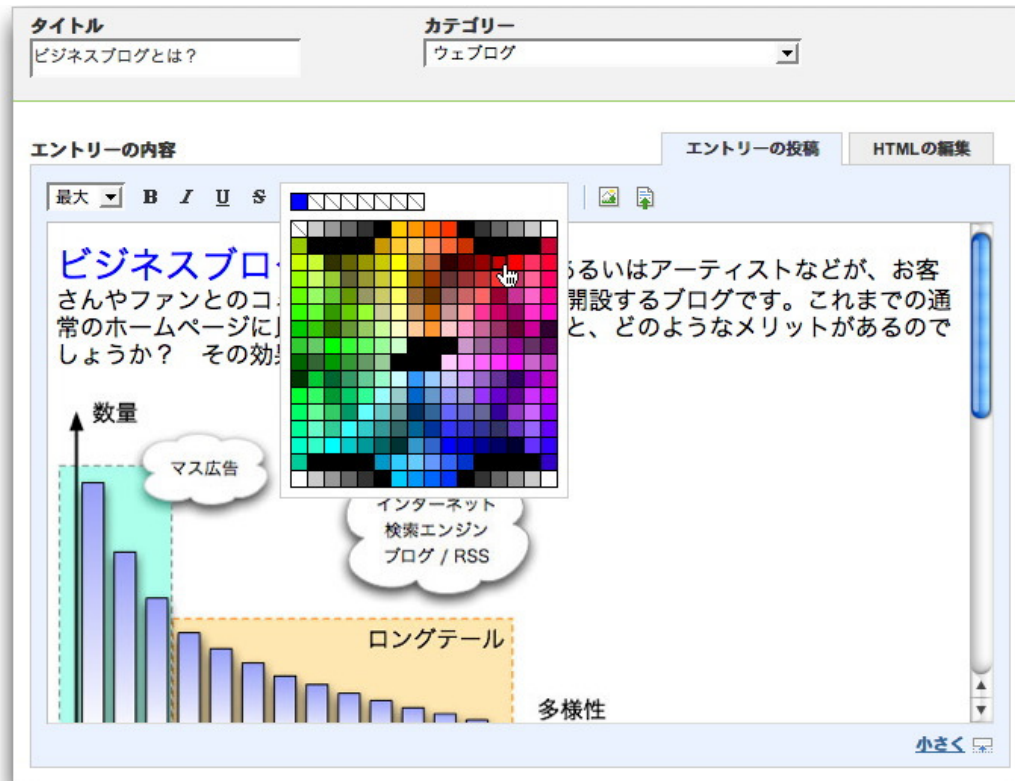 タイトル
カテゴリー
ビジネスブログとは？
ウェブログ
エントリーの内容
エントリーの投稿
HTMLの編集
最大
B I U S
ビジネスブロ
るいはアーティストなどが、お客
さんやファンとのコ
開設するブログです。これまでの通
常のホームページに
と、どのようなメリットがあるので
しょうか？ その効
数量
マス広告
インターネット
検索エンジン
ブログ / RSS
ロングテール
多様性
小さく